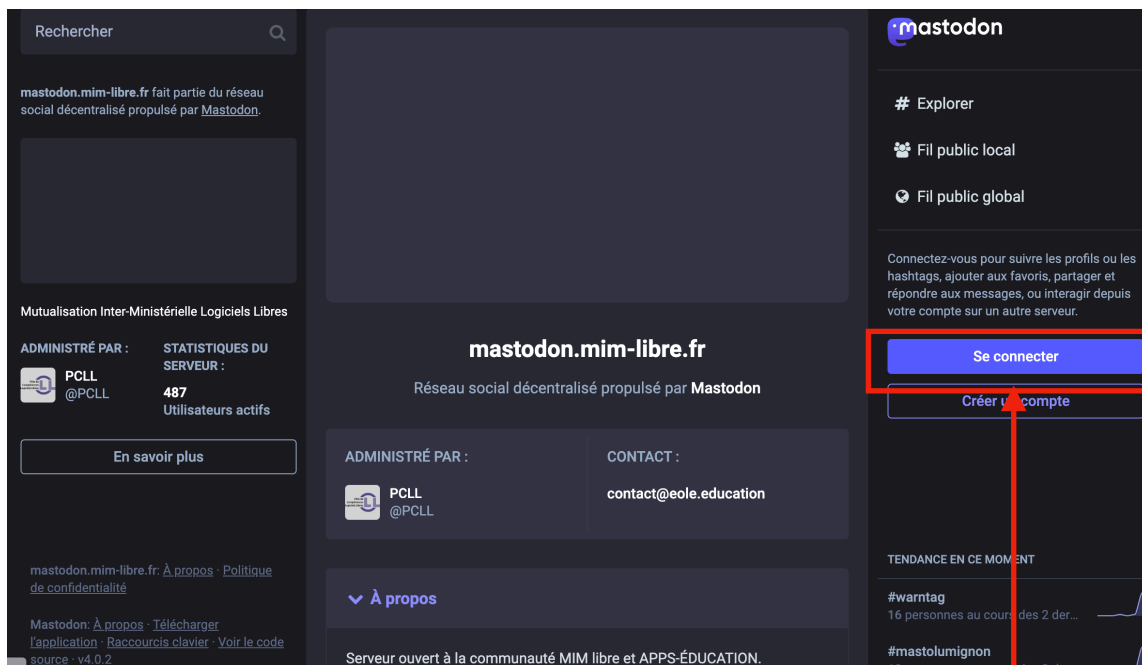 Rechercher
mastodon.mim-libre.fr fait partie du réseau
social décentralisé propulsé par Mastodon.
Mutualisation Inter-Ministérielle Logiciels Libres
ADMINISTRÉ PAR :
PCLL
@PCLL
STATISTIQUES DU
SERVEUR :
487
Utilisateurs actifs
En savoir plus
mastodon.mim-libre.fr: À propos · Politique
de confidentialité
Mastodon: À propos · Télécharger
l'application · Raccourcis clavier · Voir le code
source · v4.0.2
mastodon.mim-libre.fr
Réseau social décentralisé propulsé par Mastodon
ADMINISTRÉ PAR :
PCLL
@PCLL
CONTACT :
contact@eole.education
À propos
Serveur ouvert à la communauté MIM libre et APPS-ÉDUCATION.
mastodon
# Explorer
Fil public local
Fil public global
Connectez-vous pour suivre les profils ou les
hashtags, ajouter aux favoris, partager et
répondre aux messages, ou interagir depuis
votre compte sur un autre serveur.
Se connecter
Créer un compte
TENDANCE EN CE MOMENT
#warntag
16 personnes au cours des 2 der...
#mastolumignon